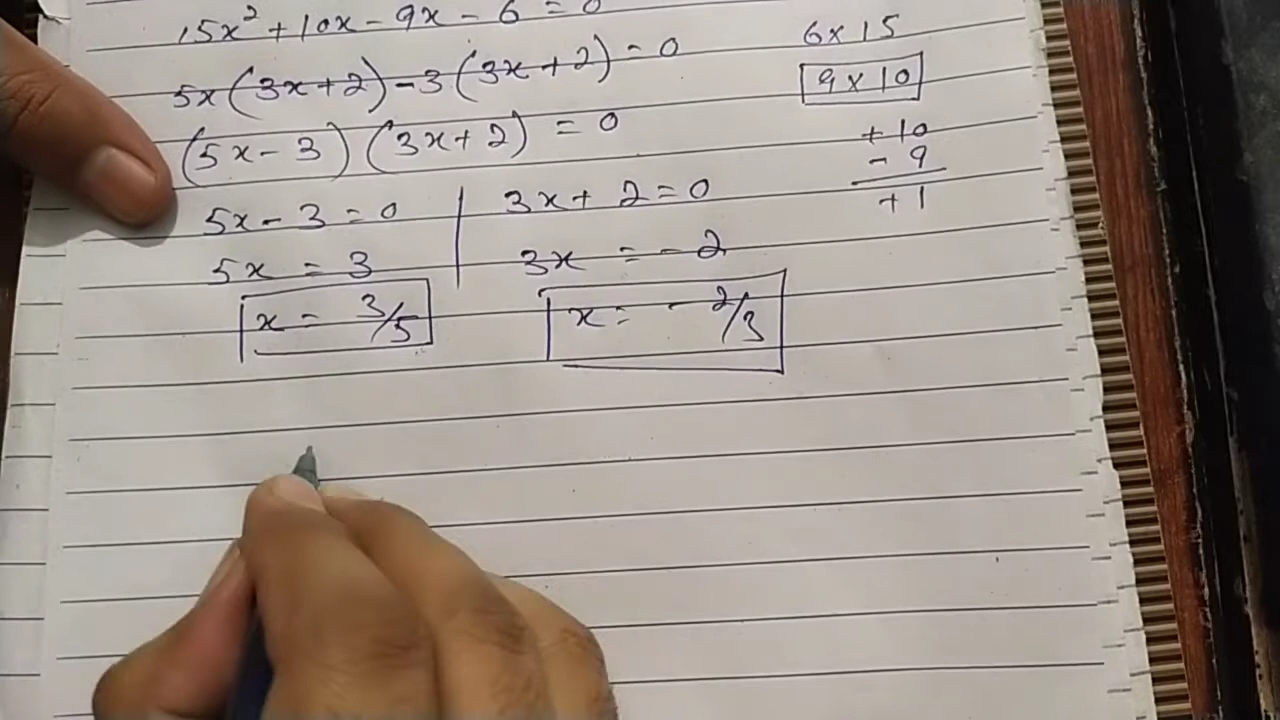 15x² + 10x - 9x - 6 = 0
5x(3x+2) - 3(3x+2) = 0
(5x - 3) (3x + 2) = 0
5x - 3 = 0
5x = 3
x = 3/5
3x + 2 = 0
3x = - 2
x = - 2/3
6 x 15
9 x 10
+ 10
- 9
+ 1